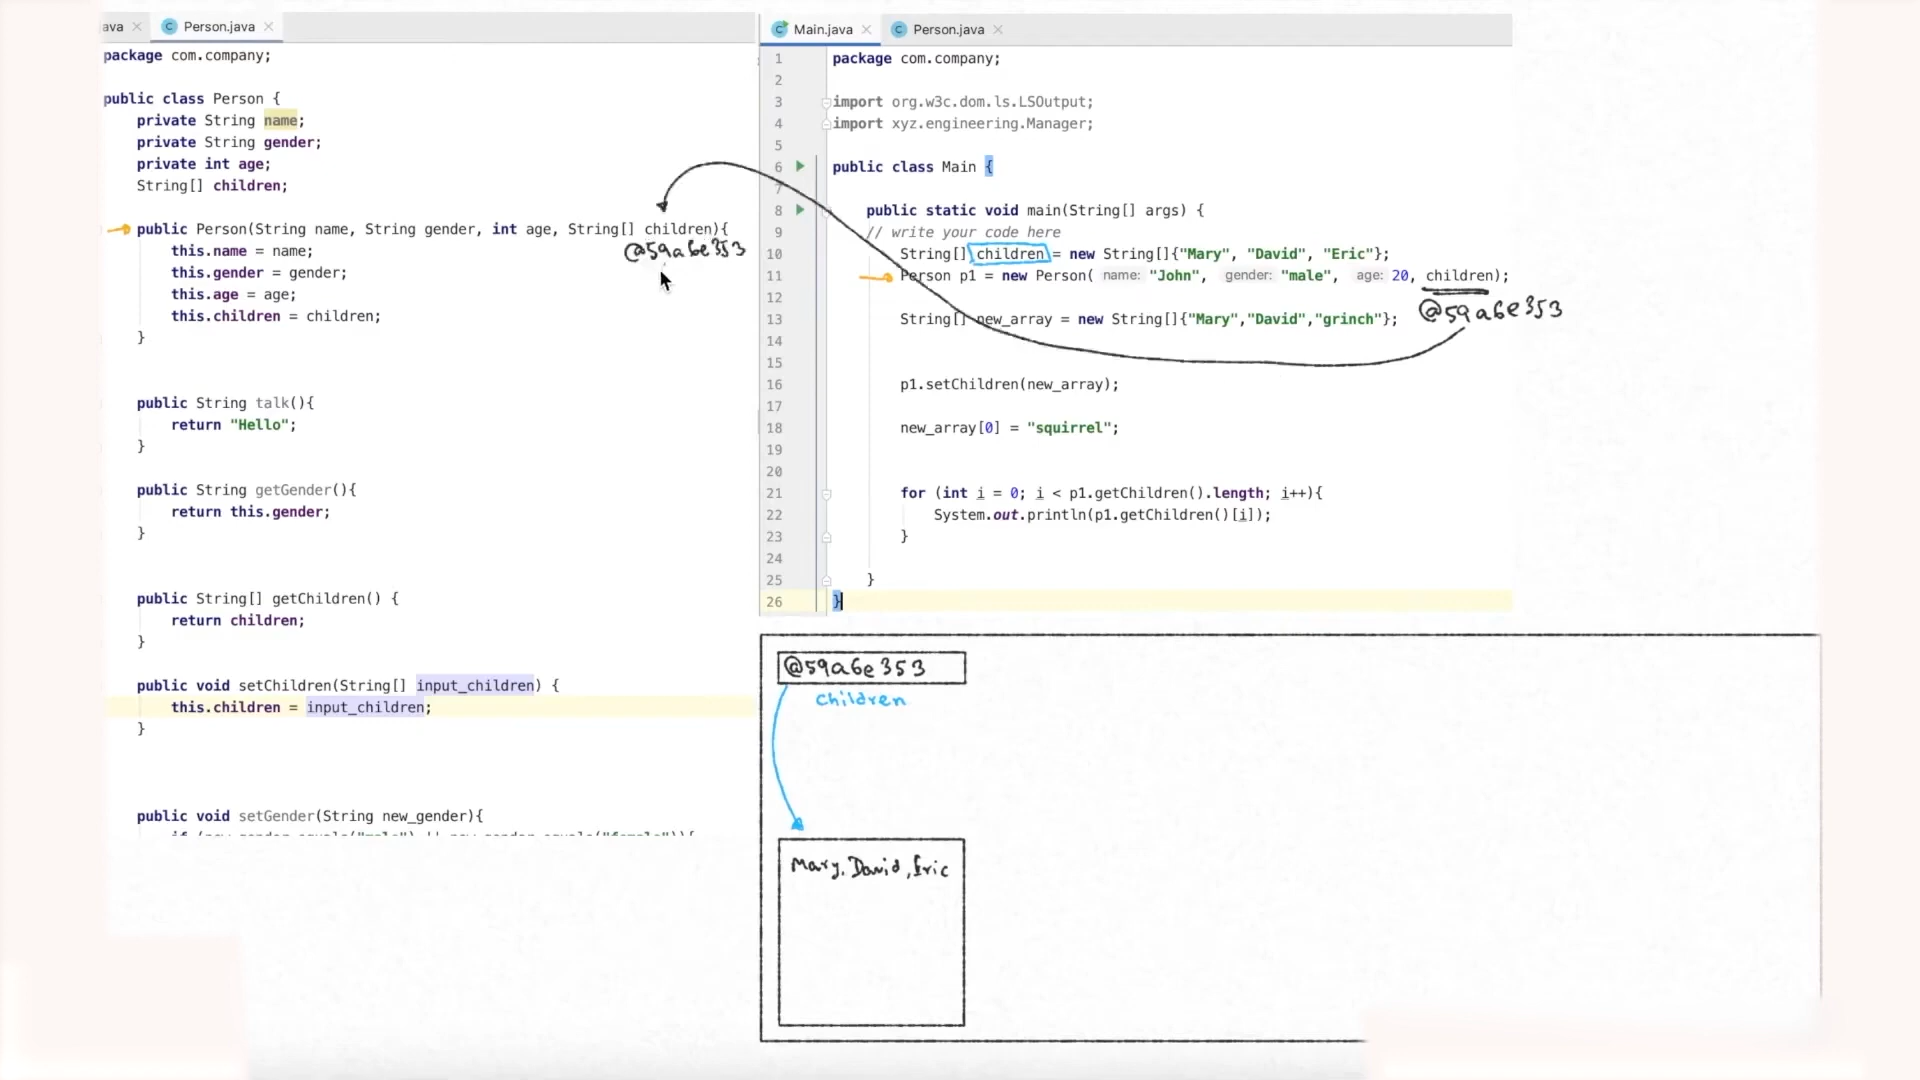 ava
Person.java
package com.company;
public class Person {
private String name;
private String gender;
private int age;
String[] children;
public Person(String name, String gender, int age, String[] children){
@59a6e353
this.name = name;
this.gender = gender;
this.age = age;
this.children = children;
}
public String talk(){
return "Hello";
}
public String getGender(){
return this.gender;
}
public String[] getChildren() {
return children;
}
public void setChildren(String[] input_children) {
this.children = input_children;
}
public void setGender(String new_gender){
if (new_gender.equals("male") || new_gender.equals("female")){
Main.java
Person.java
1 package com.company;
2
3 import org.w3c.dom.ls.LSOutput;
4 import xyz.engineering.Manager;
5
6 public class Main {
7
8 public static void main(String[] args) {
9 // write your code here
10 String[] children = new String[]{"Mary", "David", "Eric"};
11 Person p1 = new Person( name: "John", gender: "male", age: 20, children);
@59a6e353
12
13 String[] new_array = new String[]{"Mary","David","grinch"};
14
15
16 p1.setChildren(new_array);
17
18 new_array[0] = "squirrel";
19
20
21 for (int i = 0; i < p1.getChildren().length; i++){
22 System.out.println(p1.getChildren()[i]);
23 }
24
25 }
26 }
@59a6e353
children
Mary, David, Eric